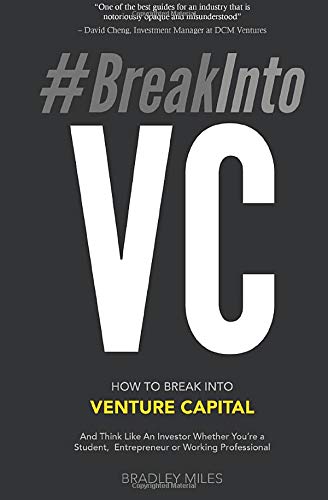 "One of the best guides for an industry that is
notoriously opaque and misunderstood"
– David Cheng, Investment Manager at DCM Ventures
#BreakInto
VC
HOW TO BREAK INTO
VENTURE CAPITAL
And Think Like An Investor Whether You're a
Student, Entrepreneur or Working Professional
BRADLEY MILES